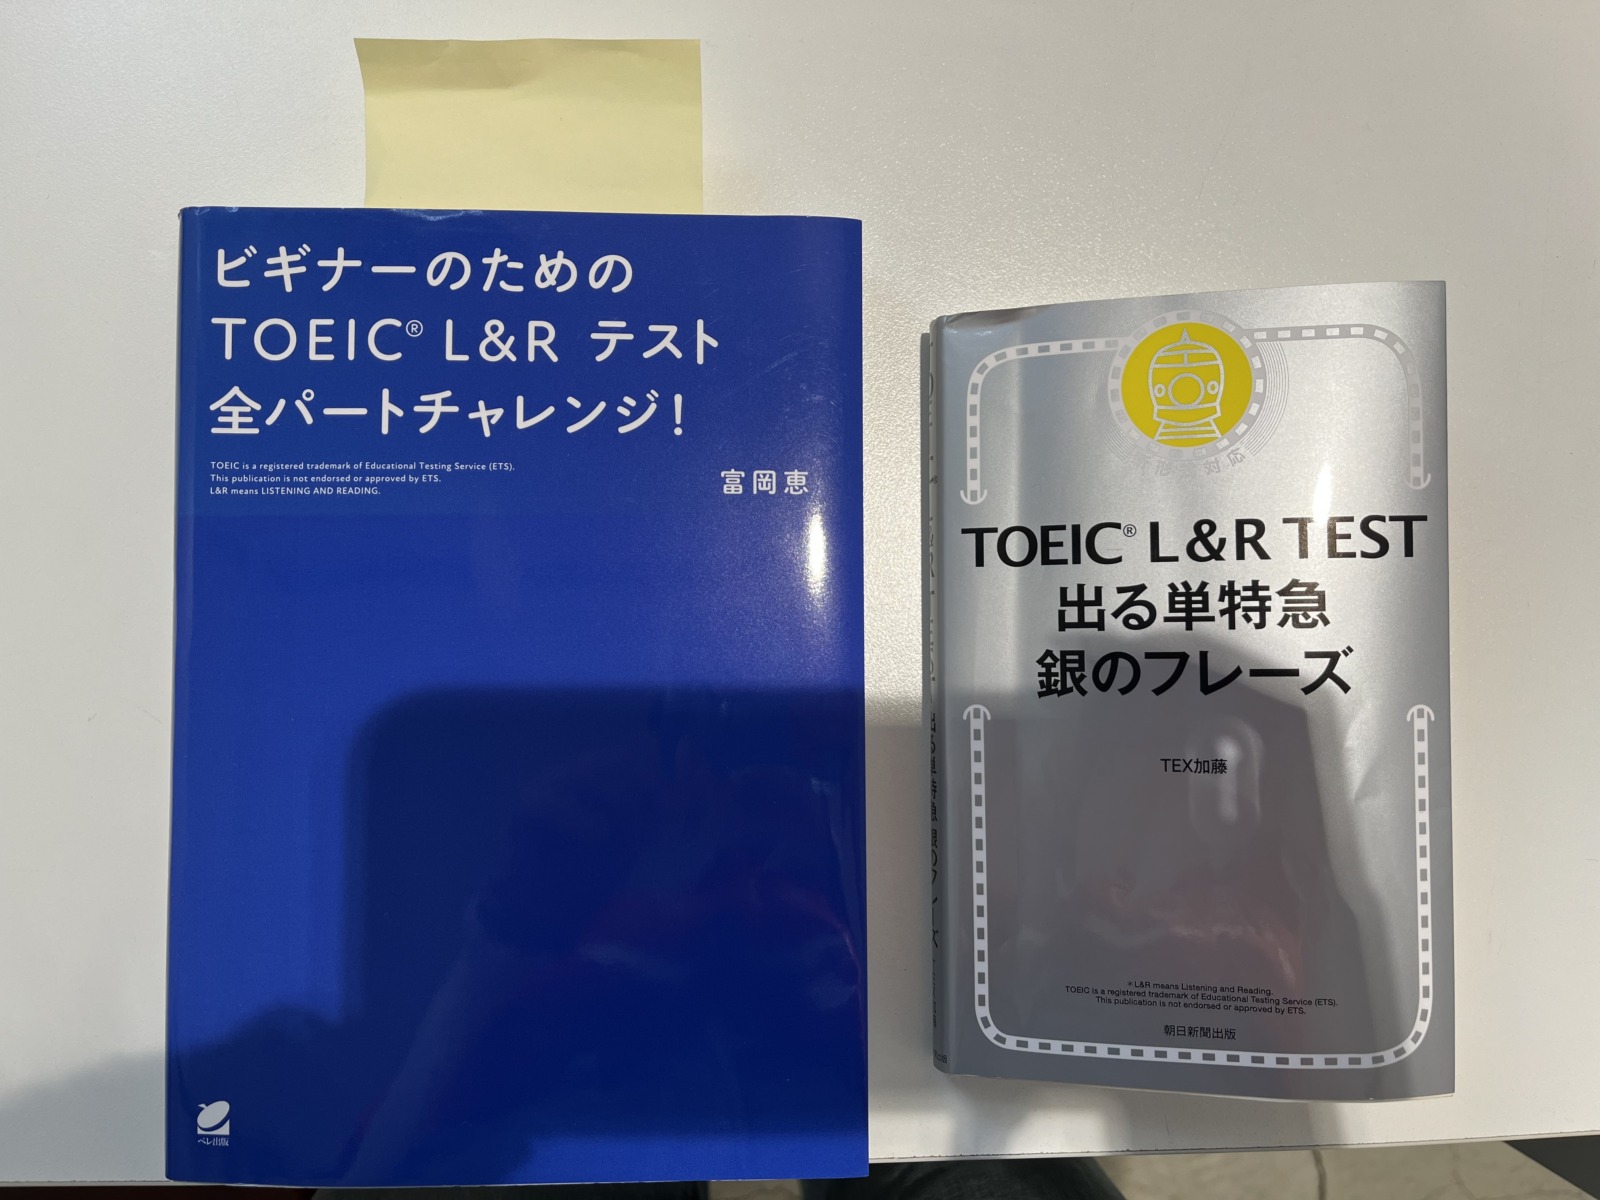 ビギナーのための
TOEIC® L&R テスト
全パートチャレンジ!
TOEIC is a registered trademark of Educational Testing Service (ETS).
This publication is not endorsed or approved by ETS.
L&R means LISTENING AND READING.
富岡恵
ベレ出版
対応
TOEIC® L&R TEST
出る単特急
銀のフレーズ
TEX加藤
*L&R means Listening and Reading.
TOEIC is a registered trademark of Educational Testing Service (ETS).
This publication is not endorsed or approved by ETS.
朝日新聞出版